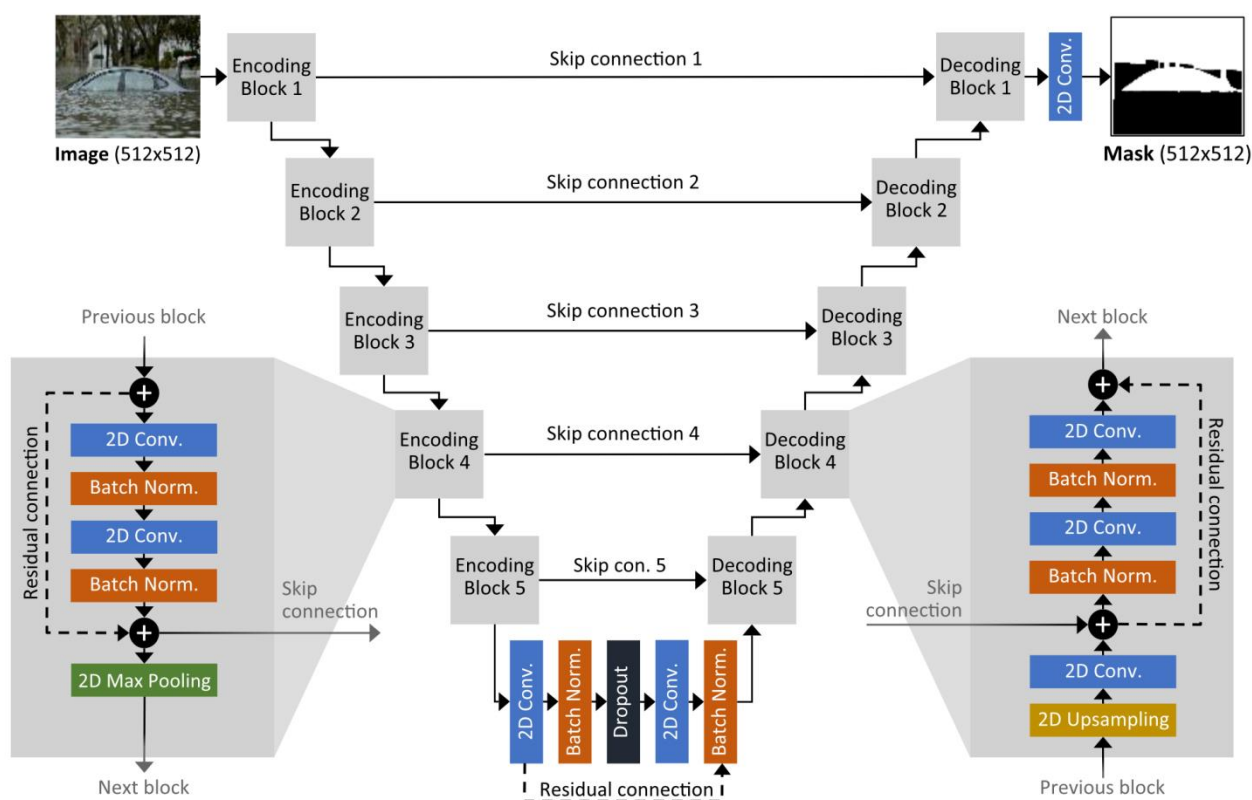 Image (512x512)
Encoding
Block 1
Skip connection 1
Decoding
Block 1
2D Conv.
Mask (512x512)
Encoding
Block 2
Skip connection 2
Decoding
Block 2
Encoding
Block 3
Skip connection 3
Decoding
Block 3
Encoding
Block 4
Skip connection 4
Decoding
Block 4
Encoding
Block 5
Skip con. 5
Decoding
Block 5
2D Conv.
Batch Norm.
Dropout
2D Conv.
Batch Norm.
Residual connection
Previous block
Residual connection
2D Conv.
Batch Norm.
2D Conv.
Batch Norm.
Skip
connection
2D Max Pooling
Next block
Next block
2D Conv.
Batch Norm.
2D Conv.
Batch Norm.
Residual connection
Skip
connection
2D Conv.
2D Upsampling
Previous block